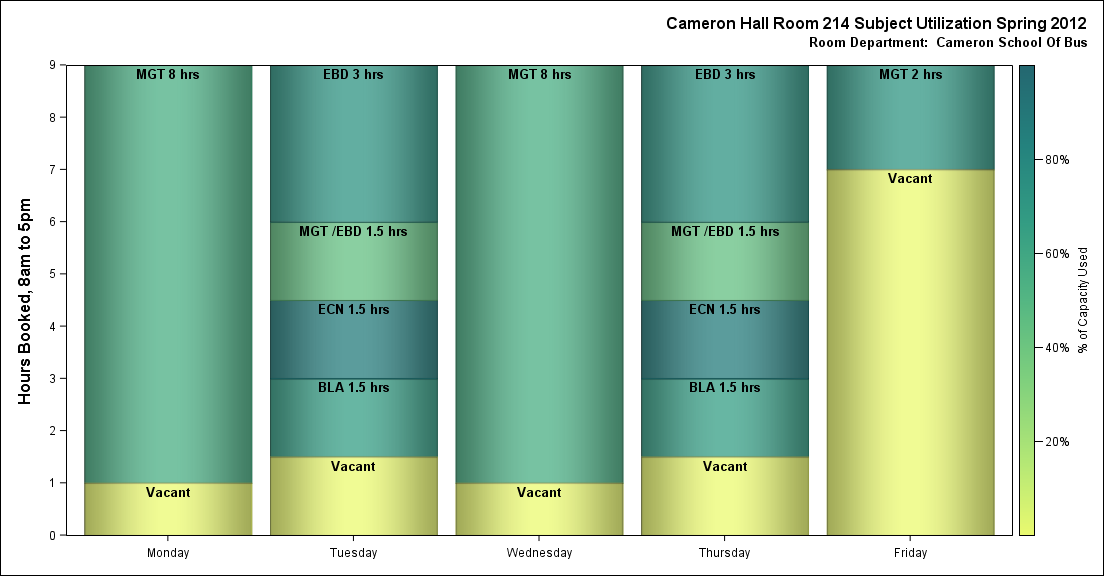 Cameron Hall Room 214 Subject Utilization Spring 2012
Room Department:  Cameron School Of Bus
Hours Booked, 8am to 5pm
9
8
7
6
5
4
3
2
1
0
MGT 8 hrs
Vacant
EBD 3 hrs
MGT /EBD 1.5 hrs
ECN 1.5 hrs
BLA 1.5 hrs
Vacant
MGT 8 hrs
Vacant
EBD 3 hrs
MGT /EBD 1.5 hrs
ECN 1.5 hrs
BLA 1.5 hrs
Vacant
MGT 2 hrs
Vacant
Monday
Tuesday
Wednesday
Thursday
Friday
80%
60%
40%
20%
% of Capacity Used